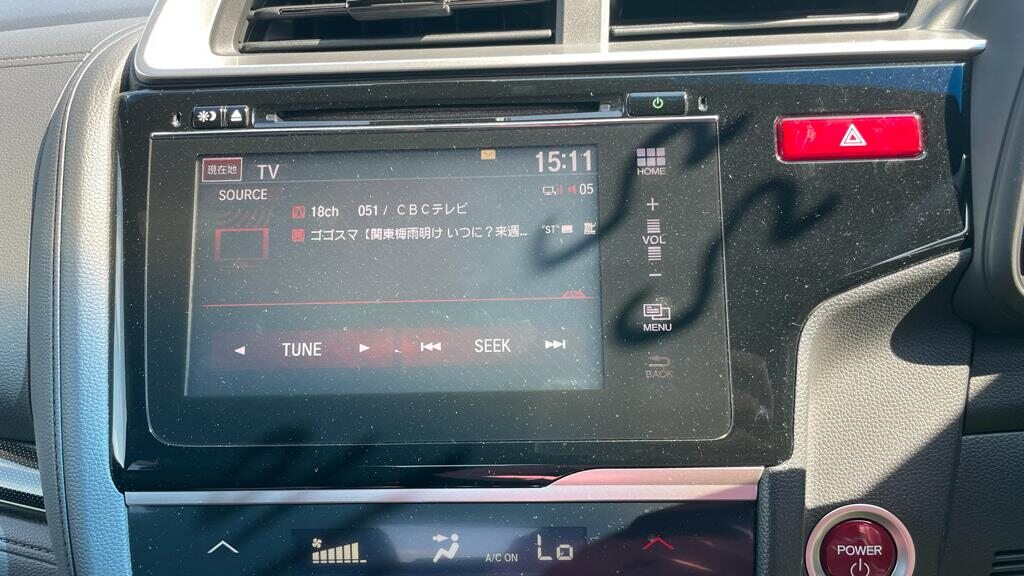 現在地 TV 15:11
HOME
SOURCE 05
18ch 051 / CBCテレビ
ゴゴスマ【関東梅雨明け いつに？来週…
+
VOL
−
MENU
TUNE SEEK
BACK
A/C ON Lo
POWER